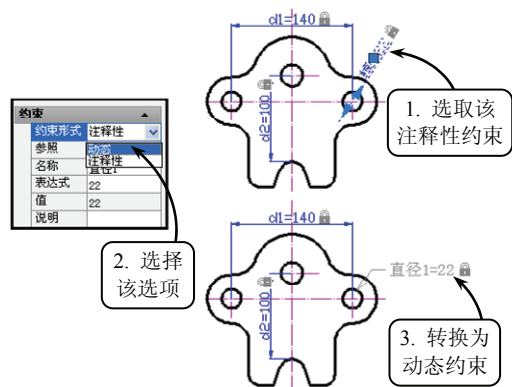 d1=140
d2=100
1. 选取该
注释性约束
约束
约束形式 注释性
参照 动态
注释性
名称 直径1
表达式 22
值 22
说明
2. 选择
该选项
d1=140
d2=100
直径1=22
3. 转换为
动态约束